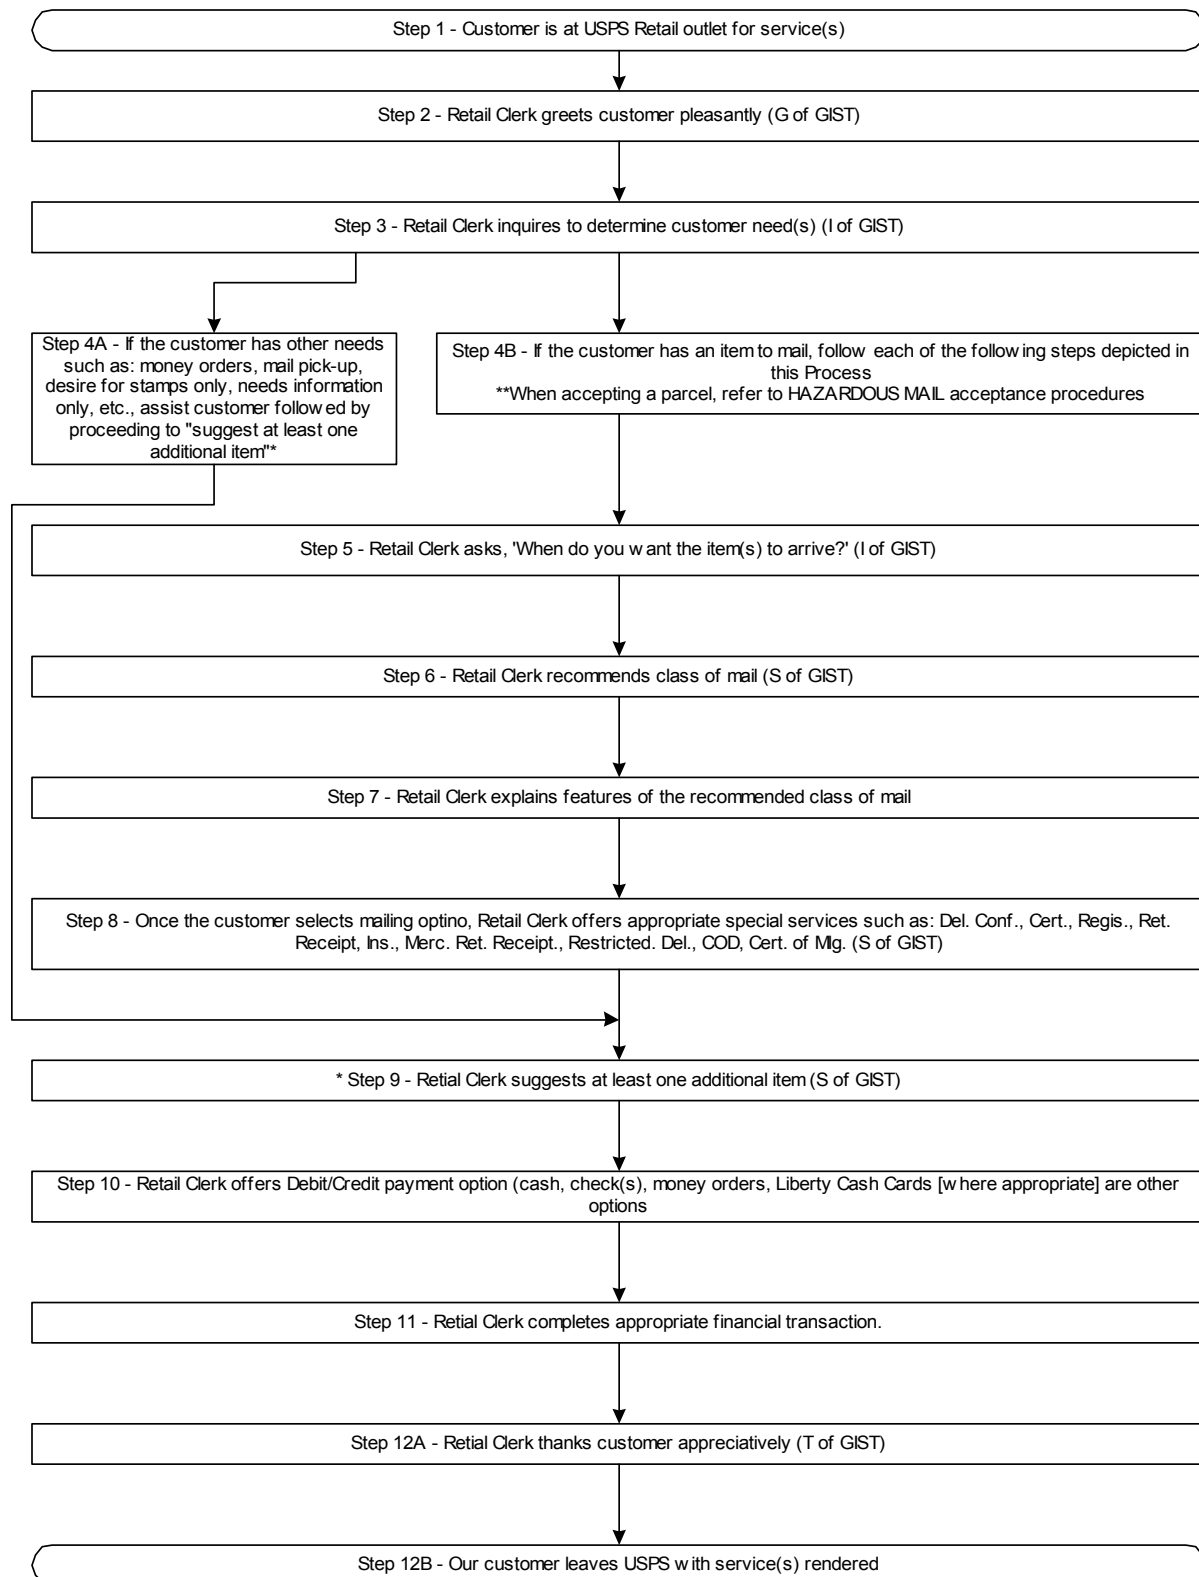 Step 1 - Customer is at USPS Retail outlet for service(s)
Step 2 - Retail Clerk greets customer pleasantly (G of GIST)
Step 3 - Retail Clerk inquires to determine customer need(s) (I of GIST)
Step 4A - If the customer has other needs
such as: money orders, mail pick-up,
desire for stamps only, needs information
only, etc., assist customer followed by
proceeding to "suggest at least one
additional item"*
Step 4B - If the customer has an item to mail, follow each of the following steps depicted in
this Process
**When accepting a parcel, refer to HAZARDOUS MAIL acceptance procedures
Step 5 - Retail Clerk asks, 'When do you want the item(s) to arrive?' (I of GIST)
Step 6 - Retail Clerk recommends class of mail (S of GIST)
Step 7 - Retail Clerk explains features of the recommended class of mail
Step 8 - Once the customer selects mailing optino, Retail Clerk offers appropriate special services such as: Del. Conf., Cert., Regis., Ret.
Receipt, Ins., Merc. Ret. Receipt., Restricted. Del., COD, Cert. of Mlg. (S of GIST)
* Step 9 - Retial Clerk suggests at least one additional item (S of GIST)
Step 10 - Retail Clerk offers Debit/Credit payment option (cash, check(s), money orders, Liberty Cash Cards [where appropriate] are other
options
Step 11 - Retial Clerk completes appropriate financial transaction.
Step 12A - Retial Clerk thanks customer appreciatively (T of GIST)
Step 12B - Our customer leaves USPS with service(s) rendered